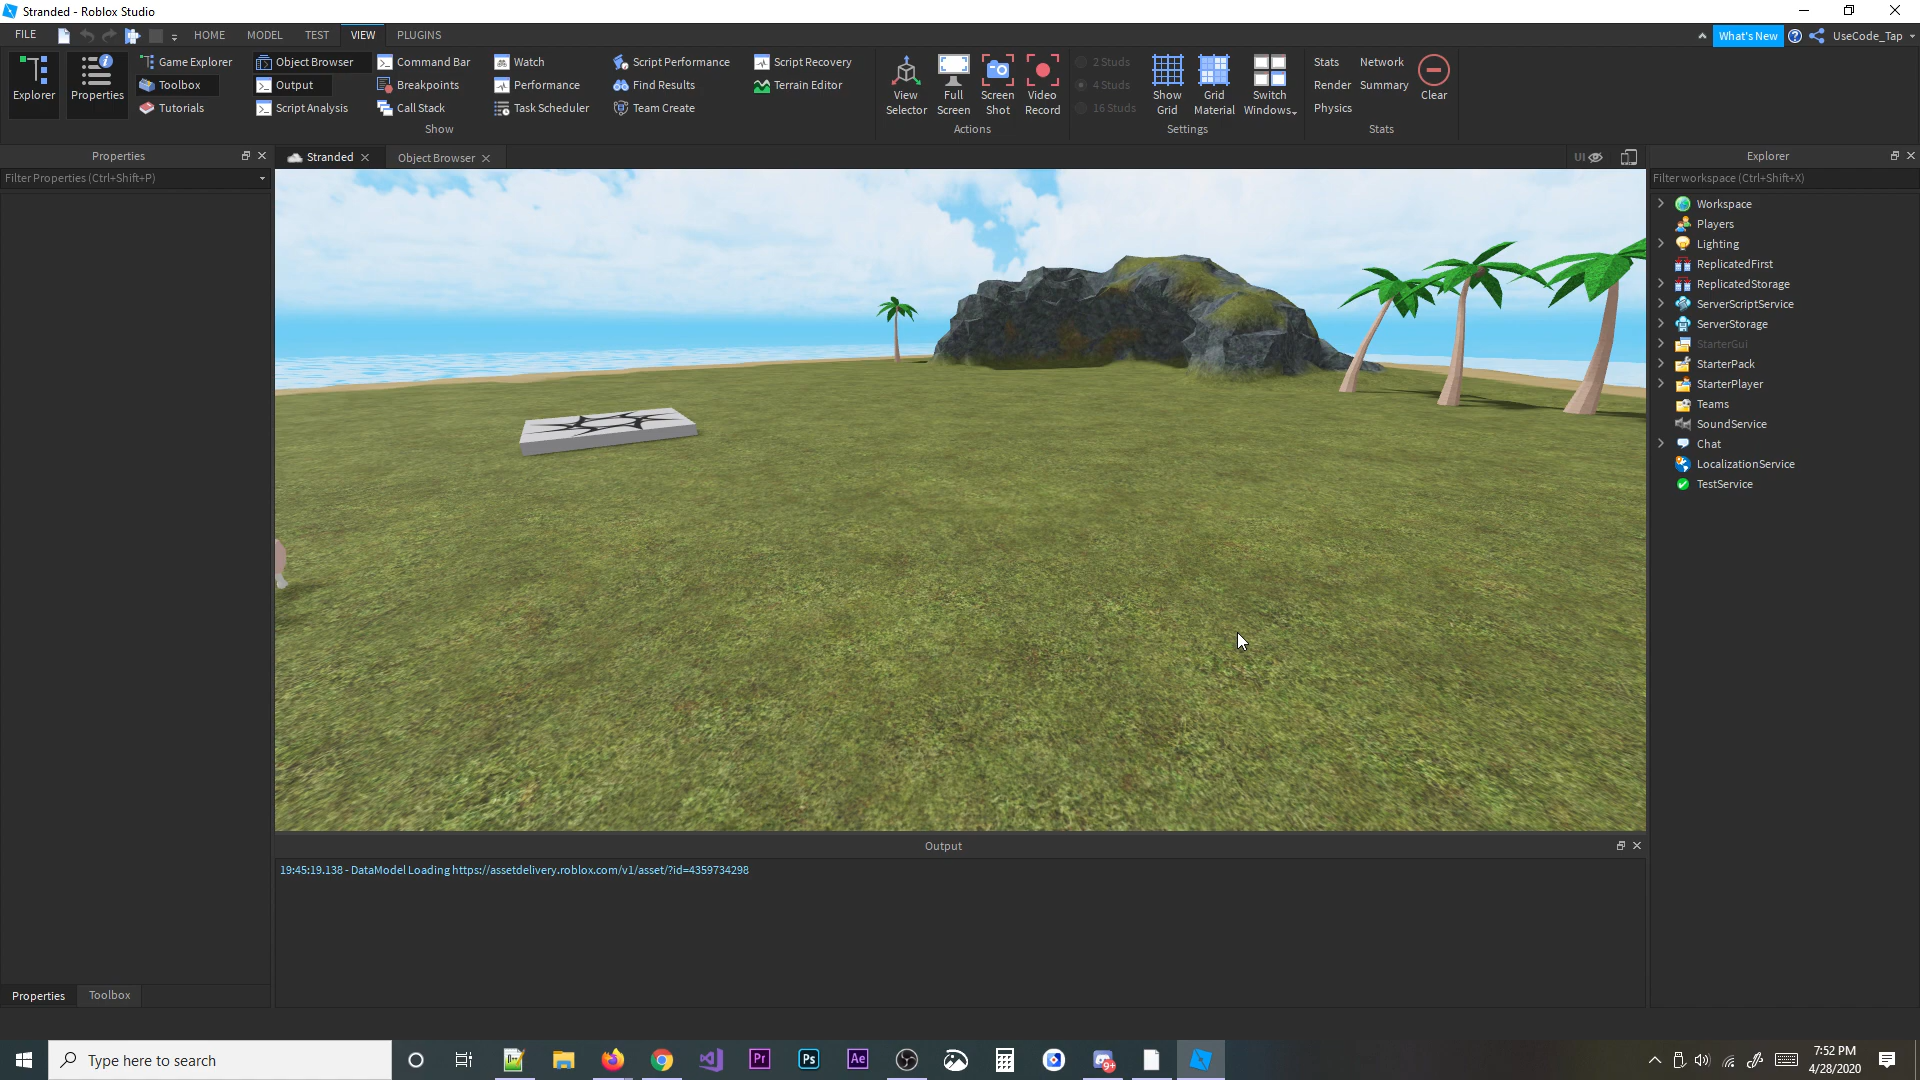 Stranded - Roblox Studio
FILE HOME MODEL TEST VIEW PLUGINS What's New UseCode_Tap
Explorer
Properties
Game Explorer
Toolbox
Tutorials
Object Browser
Output
Script Analysis
Command Bar
Breakpoints
Call Stack
Watch
Performance
Task Scheduler
Script Performance
Find Results
Team Create
Script Recovery
Terrain Editor
Show
View
Selector
Full
Screen
Screen
Shot
Video
Record
Actions
2 Studs
4 Studs
16 Studs
Show
Grid
Grid
Material
Switch
Windows
Settings
Stats Network
Render Summary
Physics
Clear
Stats
Properties
Filter Properties (Ctrl+Shift+P)
Stranded
Object Browser
UI
Explorer
Filter workspace (Ctrl+Shift+X)
Workspace
Players
Lighting
ReplicatedFirst
ReplicatedStorage
ServerScriptService
ServerStorage
StarterGui
StarterPack
StarterPlayer
Teams
SoundService
Chat
LocalizationService
TestService
Output
19:45:19.138 - DataModel Loading https://assetdelivery.roblox.com/v1/asset/?id=4359734298
Properties Toolbox
Type here to search
Pr
Ps
Ae
9+
7:52 PM
4/28/2020